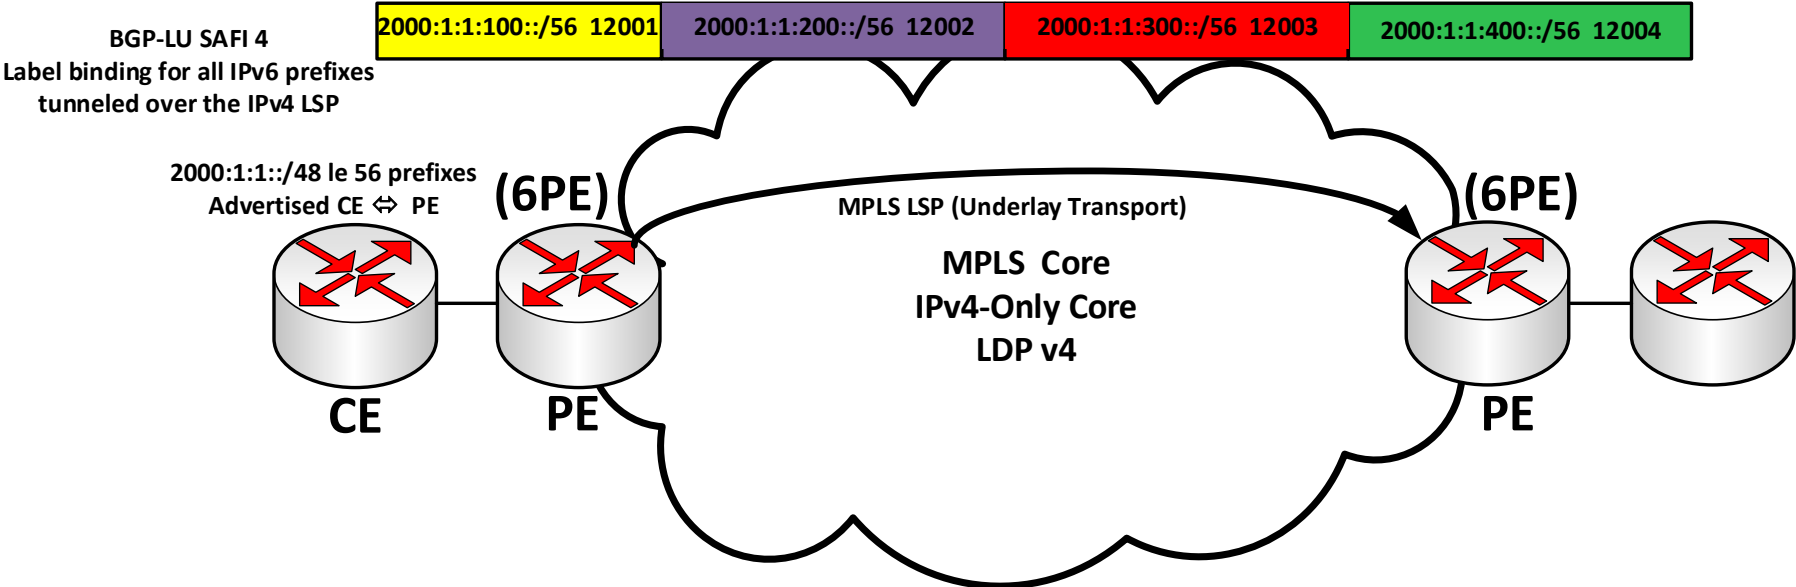 2000:1:1:100::/56 12001
2000:1:1:200::/56 12002
2000:1:1:300::/56 12003
2000:1:1:400::/56 12004
BGP-LU SAFI 4
Label binding for all IPv6 prefixes
tunneled over the IPv4 LSP
2000:1:1::/48 le 56 prefixes
Advertised CE ⇔ PE
(6PE)
(6PE)
MPLS LSP (Underlay Transport)
MPLS Core
IPv4-Only Core
LDP v4
CE
PE
PE